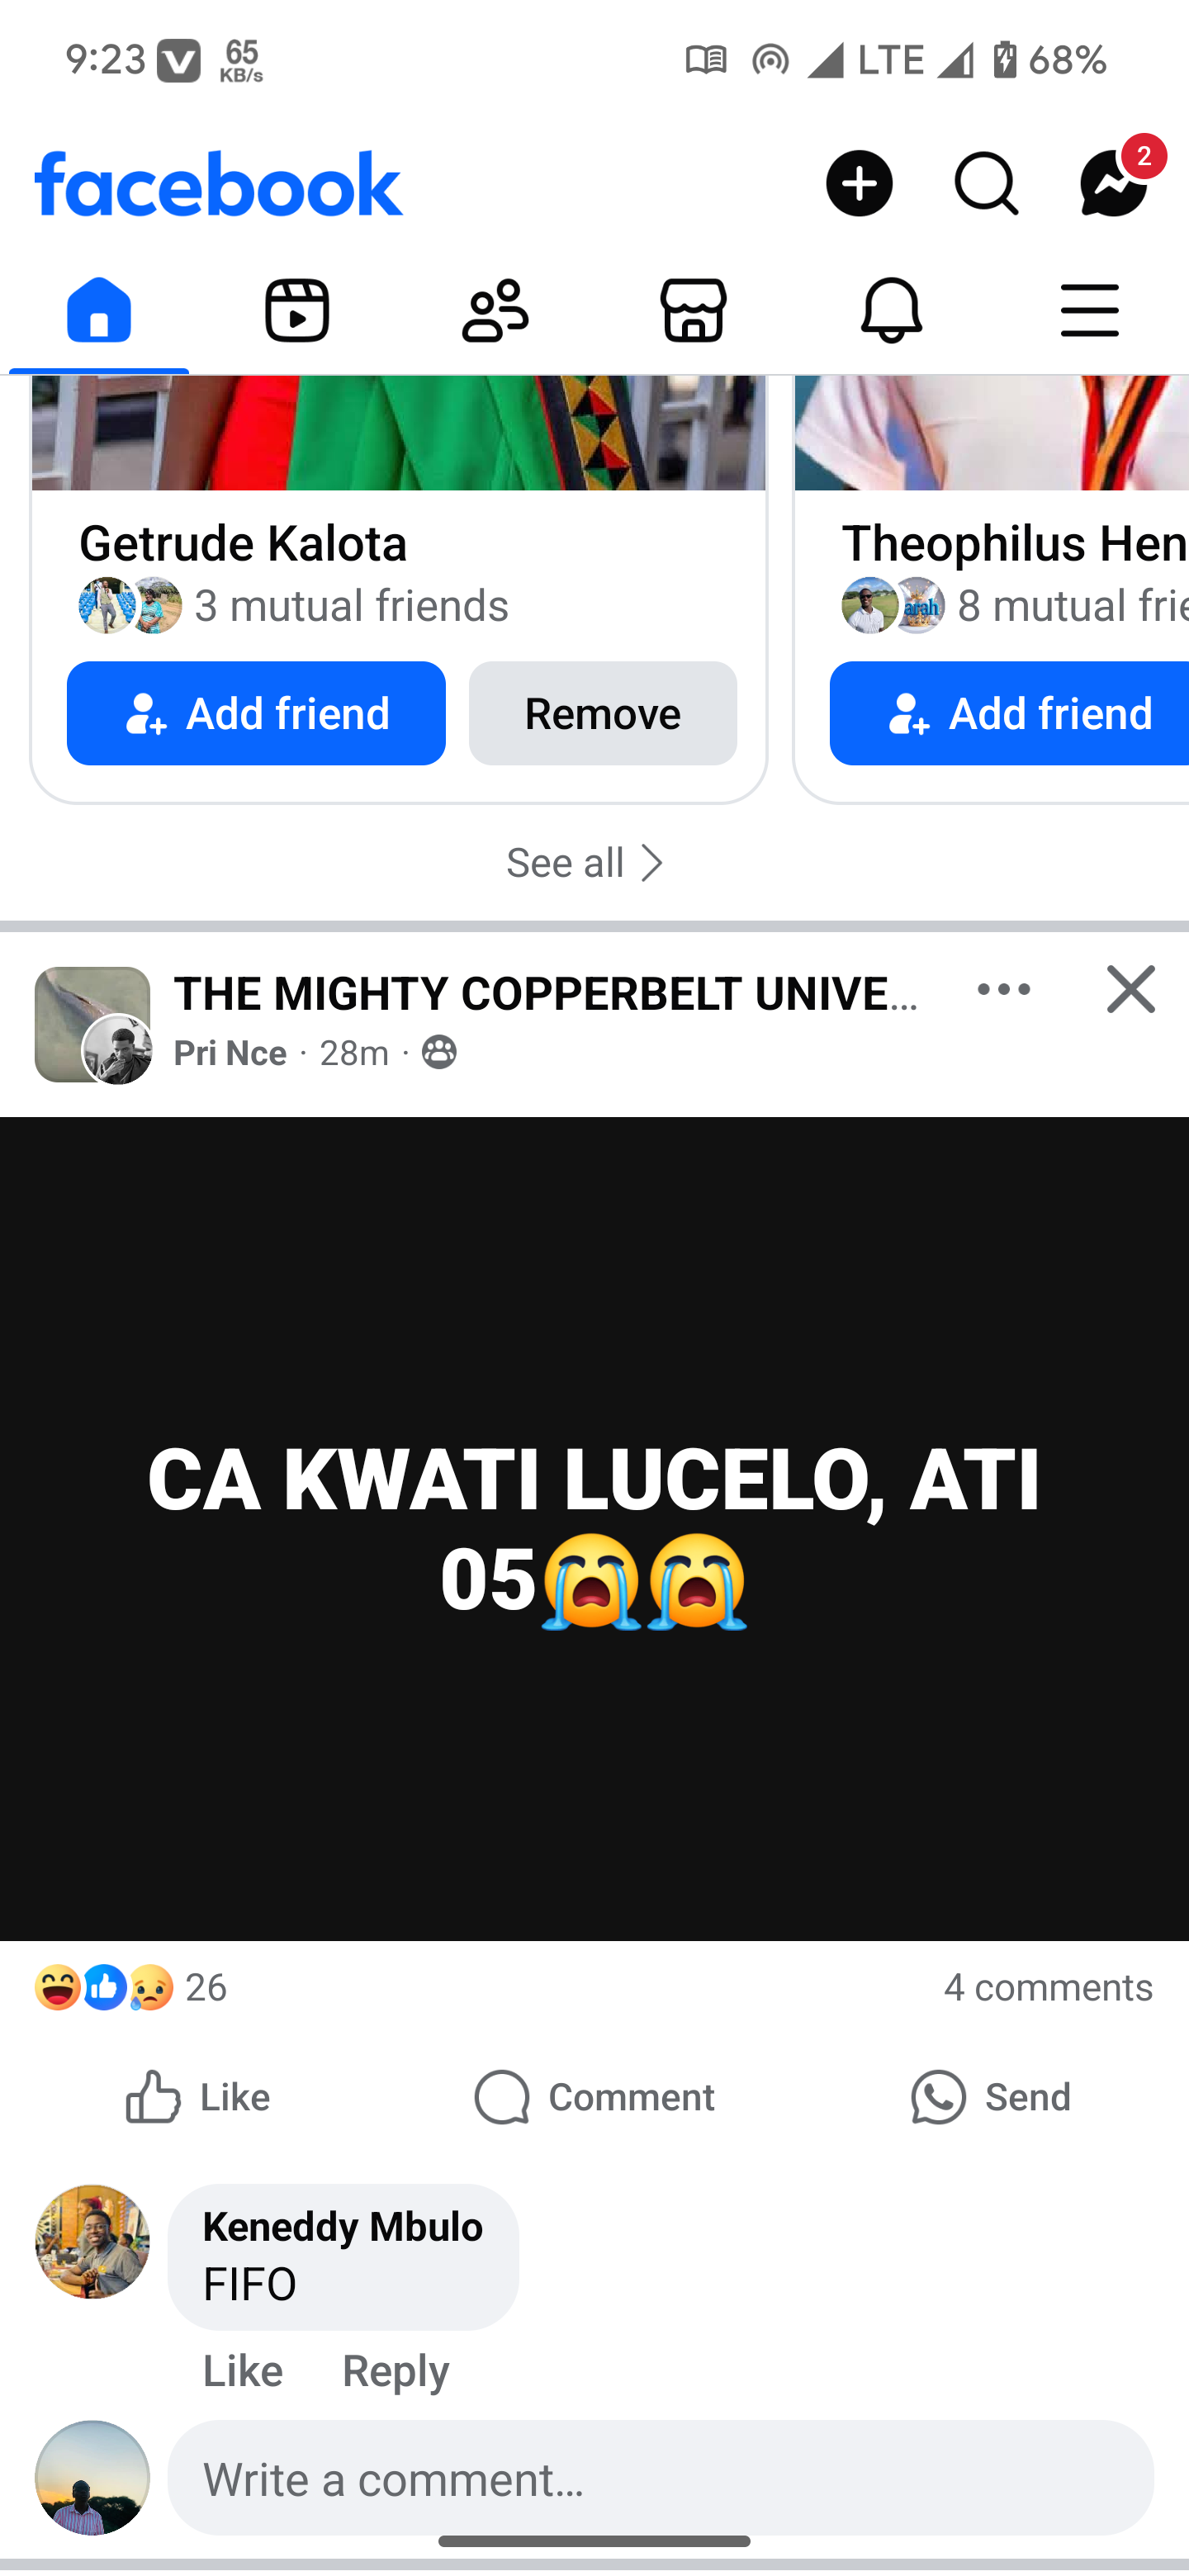 9:23
65
KB/s
LTE
68%
facebook
2
Getrude Kalota
3 mutual friends
Add friend
Remove
Theophilus Hen
8 mutual frie
Add friend
arah
See all
THE MIGHTY COPPERBELT UNIVE...
Pri Nce · 28m ·
CA KWATI LUCELO, ATI
05😭😭
26
4 comments
Like
Comment
Send
Keneddy Mbulo
FIFO
Like
Reply
Write a comment...